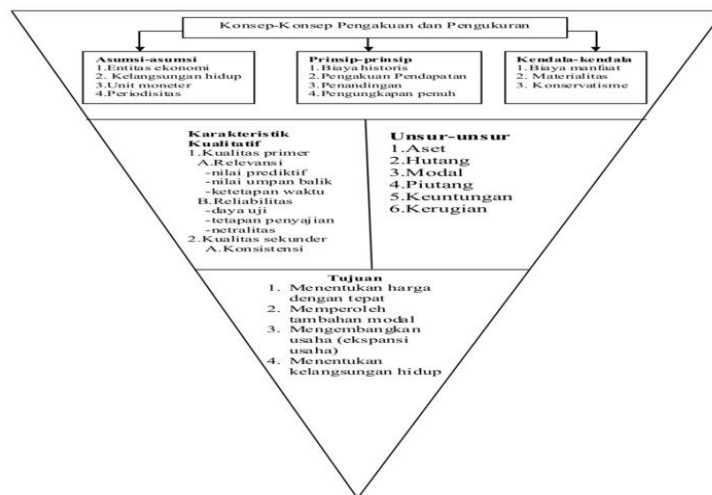 Konsep-Konsep Pengakuan dan Pengukuran
Asumsi-asumsi
1.Entitas ekonomi
2. Kelangsungan hidup
3.Unit moneter
4.Periodisitas
Prinsip-prinsip
1.Biaya historis
2.Pengakuan Pendapatan
3.Penandingan
4.Pengungkapan penuh
Kendala-kendala
1.Biaya manfaat
2. Materialitas
3. Konservatisme
Karakteristik
Kualitatif
1.Kualitas primer
A.Relevansi
-nilai prediktif
-nilai umpan balik
-ketetapan waktu
B.Reliabilitas
-daya uji
-tetapan penyajian
-netralitas
2.Kualitas sekunder
A.Konsistensi
Unsur-unsur
1.Aset
2.Hutang
3.Modal
4.Piutang
5.Keuntungan
6.Kerugian
Tujuan
1. Menentukan harga
dengan tepat
2. Memperoleh
tambahan modal
3. Mengembangkan
usaha (ekspansi
usaha)
4. Menentukan
kelangsungan hidup